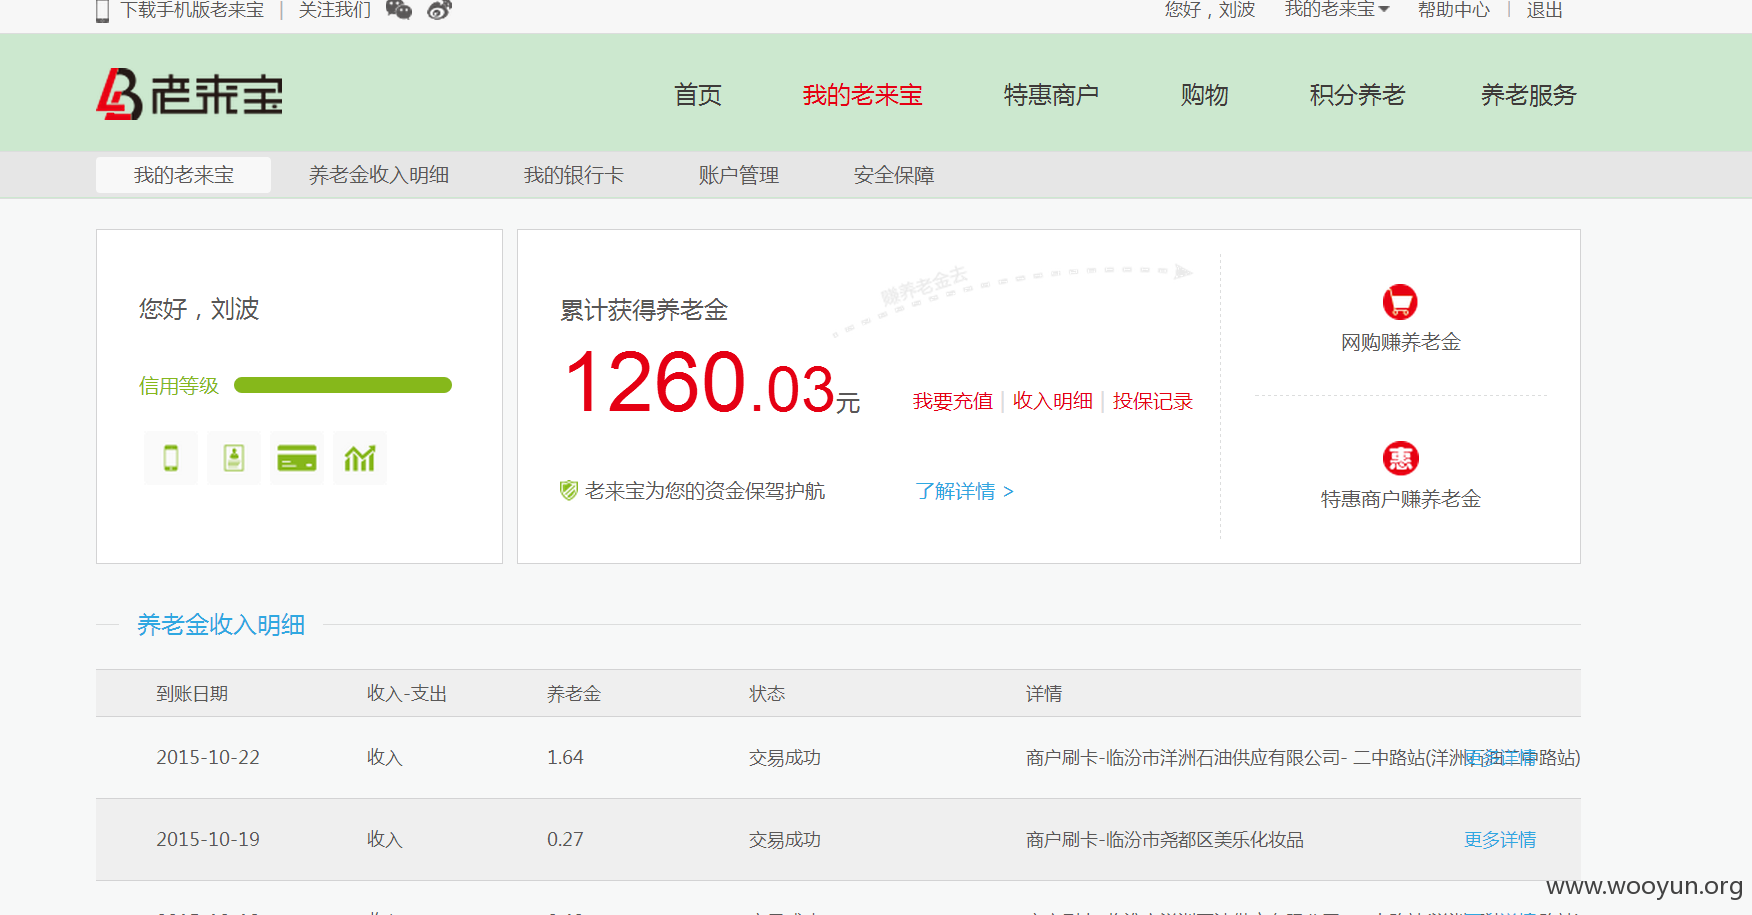 下载手机版老来宝 | 关注我们 您好，刘波 我的老来宝 帮助中心 | 退出
老来宝 首页 我的老来宝 特惠商户 购物 积分养老 养老服务
我的老来宝 养老金收入明细 我的银行卡 账户管理 安全保障
您好，刘波
信用等级
赚养老金去
累计获得养老金
1260.03元
我要充值 | 收入明细 | 投保记录
老来宝为您的资金保驾护航 了解详情 >
网购赚养老金
特惠商户赚养老金
养老金收入明细
到账日期 收入-支出 养老金 状态 详情
2015-10-22 收入 1.64 交易成功 商户刷卡-临汾市洋洲石油供应有限公司- 二中路站(洋洲石油二中路站) 更多详情
2015-10-19 收入 0.27 交易成功 商户刷卡-临汾市尧都区美乐化妆品 更多详情
www.wooyun.org